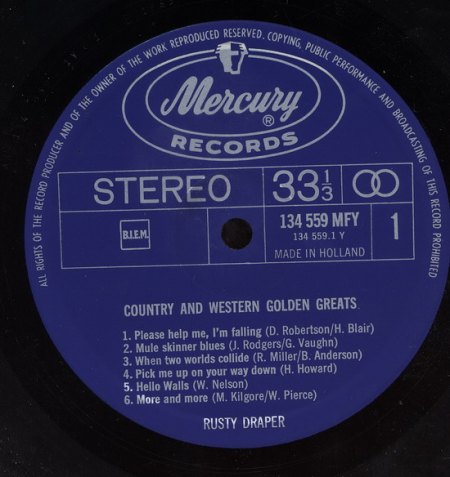 ALL RIGHTS OF THE RECORD PRODUCER AND OF THE OWNER OF THE WORK REPRODUCED RESERVED. COPYING, PUBLIC PERFORMANCE AND BROADCASTING OF THIS RECORD PROHIBITED
Mercury ®
RECORDS
STEREO 33 1/3
B.I.E.M. 134 559 MFY 1
134 559.1 Y
MADE IN HOLLAND
COUNTRY AND WESTERN GOLDEN GREATS
1. Please help me, I'm falling (D. Robertson/H. Blair)
2. Mule skinner blues (J. Rodgers/G. Vaughn)
3. When two worlds collide (R. Miller/B. Anderson)
4. Pick me up on your way down (H. Howard)
5. Hello Walls (W. Nelson)
6. More and more (M. Kilgore/W. Pierce)
RUSTY DRAPER